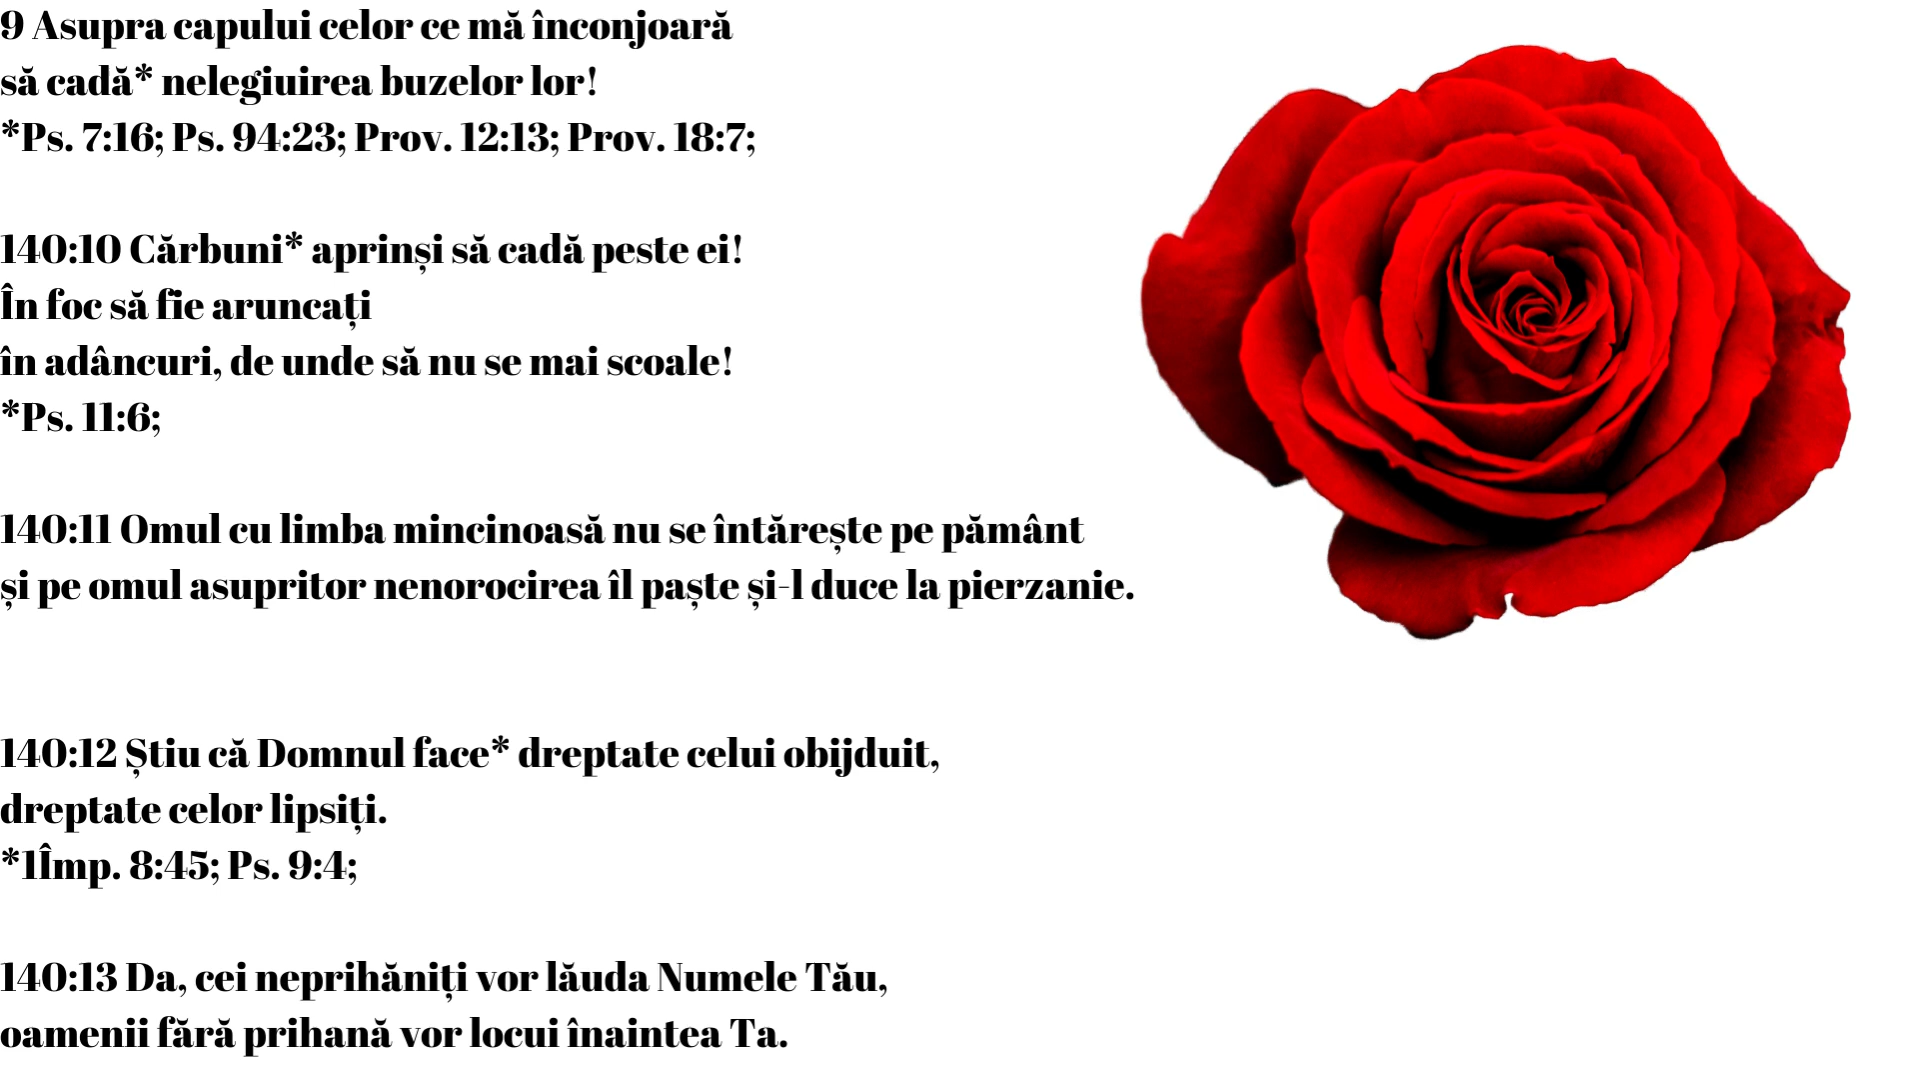 9 Asupra capului celor ce mă înconjoară
să cadă* nelegiuirea buzelor lor!
*Ps. 7:16; Ps. 94:23; Prov. 12:13; Prov. 18:7;
140:10 Cărbuni* aprinși să cadă peste ei!
În foc să fie aruncați
în adâncuri, de unde să nu se mai scoale!
*Ps. 11:6;
140:11 Omul cu limba mincinoasă nu se întărește pe pământ
și pe omul asupritor nenorocirea îl paște și-l duce la pierzanie.
140:12 Știu că Domnul face* dreptate celui obijduit,
dreptate celor lipsiți.
*1Împ. 8:45; Ps. 9:4;
140:13 Da, cei neprihăniți vor lăuda Numele Tău,
oamenii fără prihană vor locui înaintea Ta.